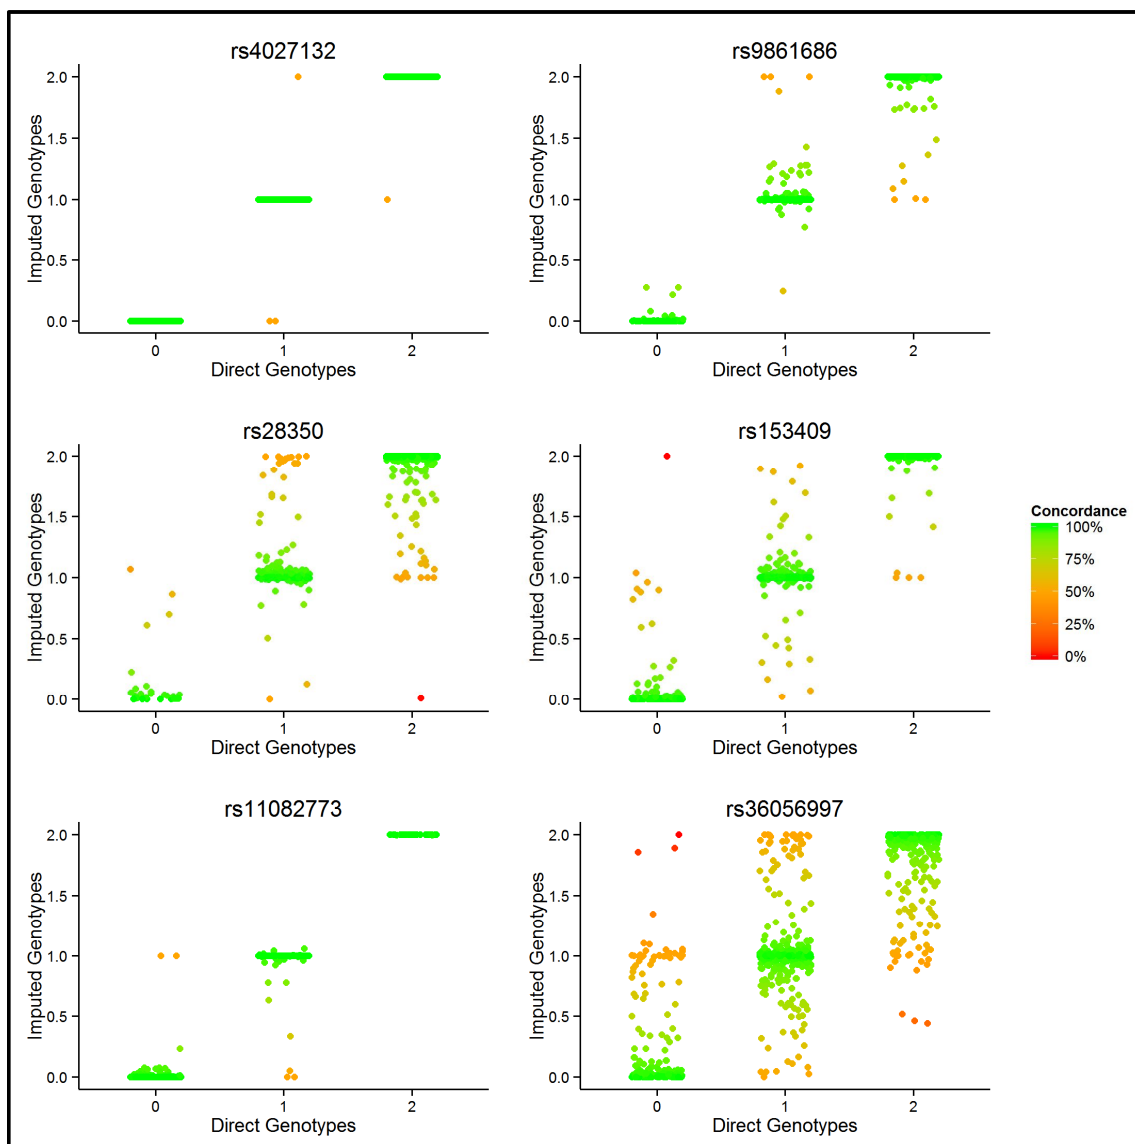 rs4027132
2.0
1.5
1.0
0.5
0.0
Imputed Genotypes
0 1 2
Direct Genotypes
rs9861686
2.0
1.5
1.0
0.5
0.0
Imputed Genotypes
0 1 2
Direct Genotypes
rs28350
2.0
1.5
1.0
0.5
0.0
Imputed Genotypes
0 1 2
Direct Genotypes
rs153409
2.0
1.5
1.0
0.5
0.0
Imputed Genotypes
0 1 2
Direct Genotypes
Concordance
100%
75%
50%
25%
0%
rs11082773
2.0
1.5
1.0
0.5
0.0
Imputed Genotypes
0 1 2
Direct Genotypes
rs36056997
2.0
1.5
1.0
0.5
0.0
Imputed Genotypes
0 1 2
Direct Genotypes